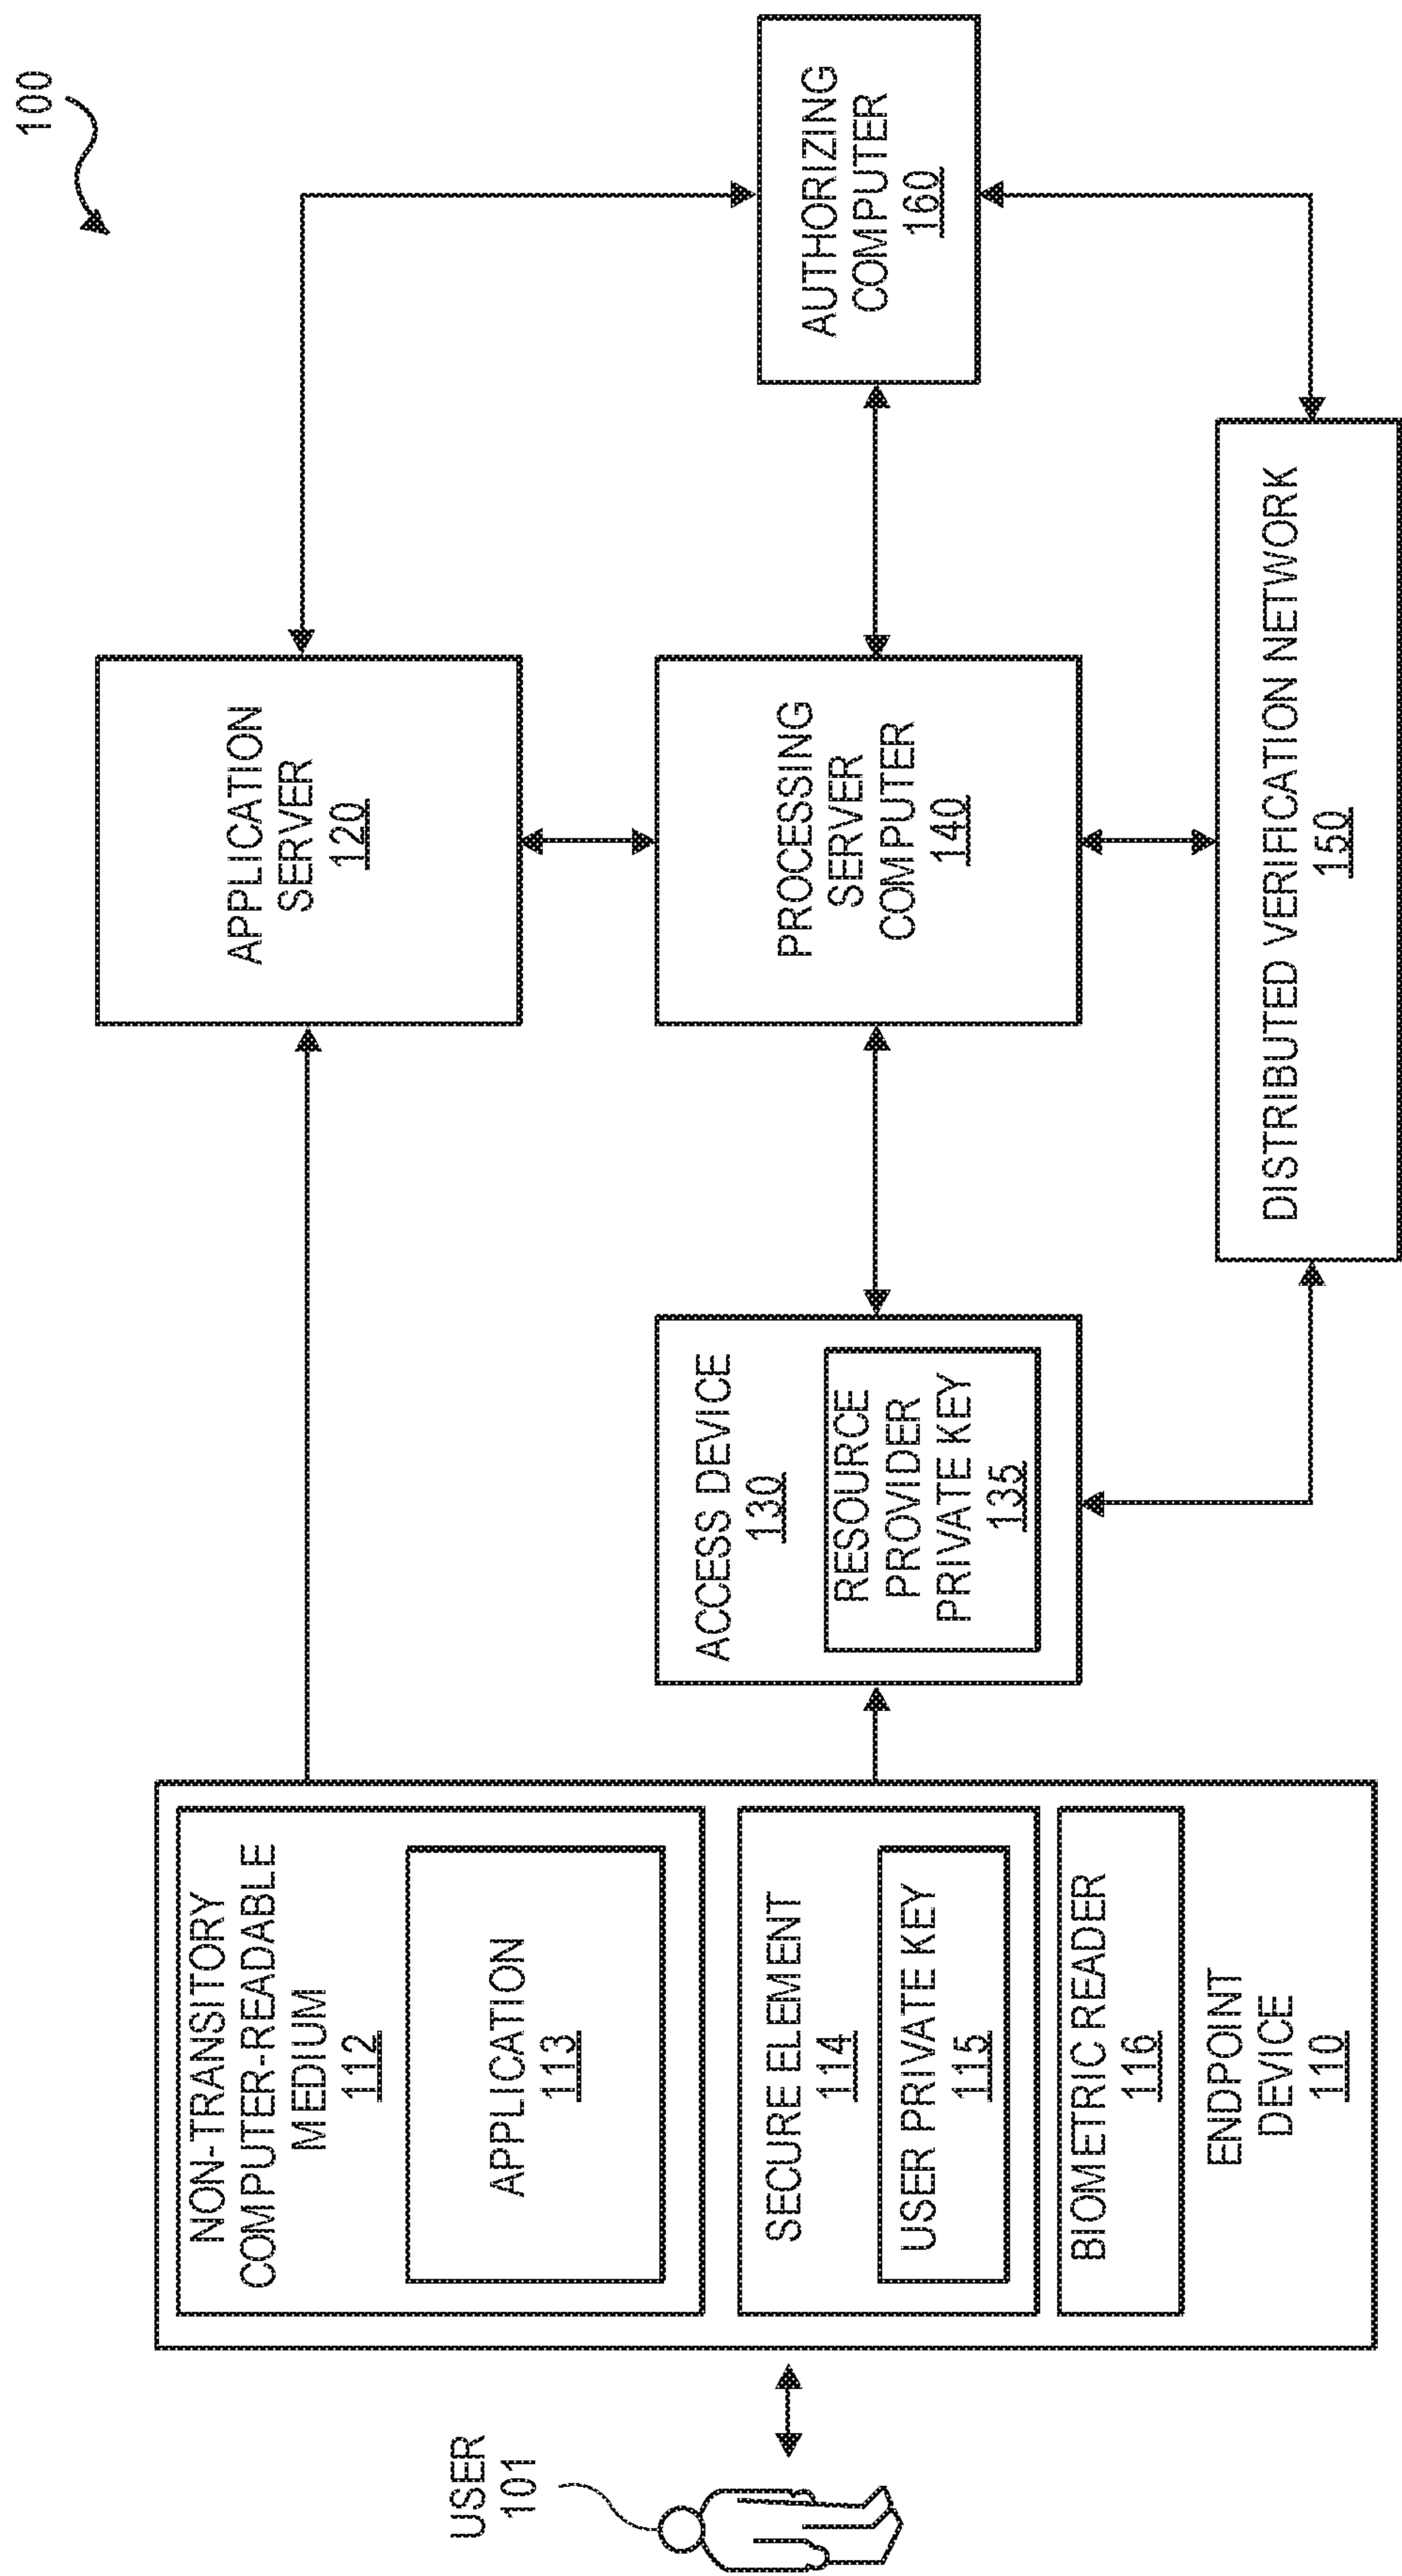 100
USER
101
NON-TRANSITORY
COMPUTER-READABLE
MEDIUM
112
APPLICATION
113
SECURE ELEMENT
114
USER PRIVATE KEY
115
BIOMETRIC READER
116
ENDPOINT
DEVICE
110
ACCESS DEVICE
130
RESOURCE
PROVIDER
PRIVATE KEY
135
APPLICATION
SERVER
120
PROCESSING
SERVER
COMPUTER
140
DISTRIBUTED VERIFICATION NETWORK
150
AUTHORIZING
COMPUTER
160